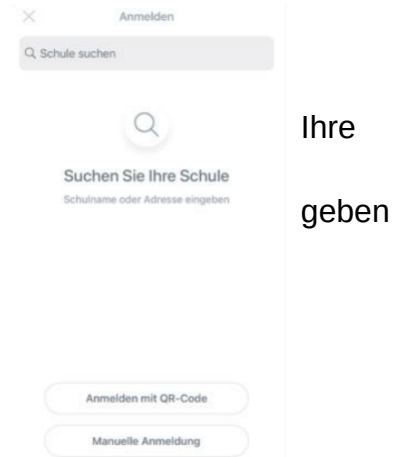 Anmelden
Schule suchen
Ihre
Suchen Sie Ihre Schule
Schulname oder Adresse eingeben
geben
Anmelden mit QR-Code
Manuelle Anmeldung